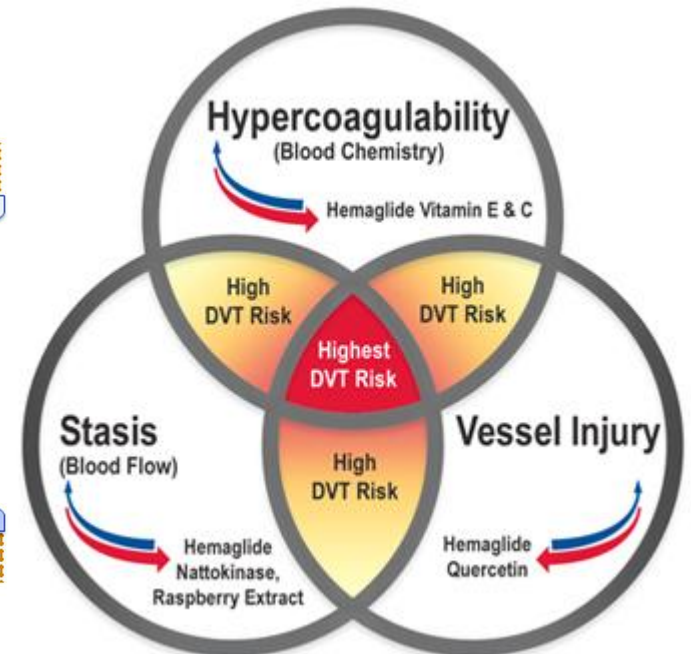 Hypercoagulability
(Blood Chemistry)
Hemaglide Vitamin E & C
High
DVT Risk
High
DVT Risk
Highest
DVT Risk
Stasis
(Blood Flow)
Vessel Injury
High
DVT Risk
Hemaglide
Nattokinase,
Raspberry Extract
Hemaglide
Quercetin